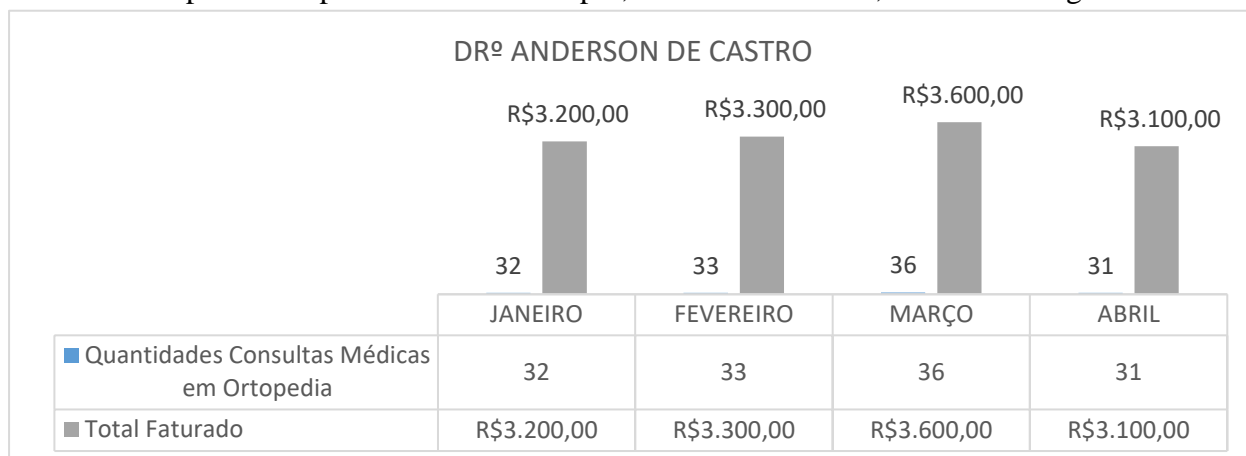 DRº ANDERSON DE CASTRO
R$3.200,00 R$3.300,00 R$3.600,00 R$3.100,00
32 33 36 31
JANEIRO FEVEREIRO MARÇO ABRIL
Quantidades Consultas Médicas
em Ortopedia 32 33 36 31
Total Faturado R$3.200,00 R$3.300,00 R$3.600,00 R$3.100,00